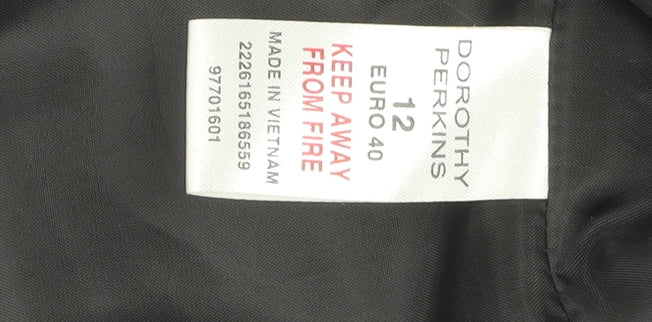 DOROTHY
PERKINS
12
EURO 40
KEEP AWAY
FROM FIRE
MADE IN VIETNAM
2226165186559
97701601